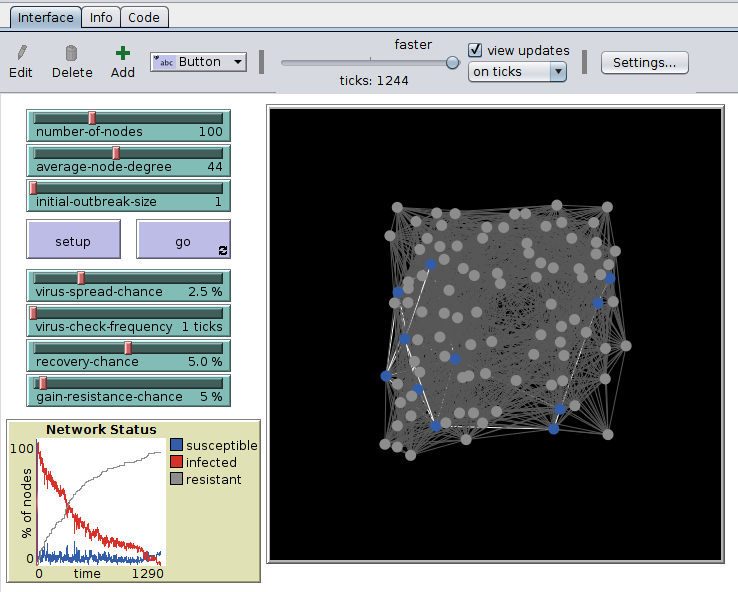 Interface Info Code
Edit Delete Add abc Button faster ticks: 1244 view updates on ticks Settings...
number-of-nodes 100
average-node-degree 44
initial-outbreak-size 1
setup go
virus-spread-chance 2.5 %
virus-check-frequency 1 ticks
recovery-chance 5.0 %
gain-resistance-chance 5 %
Network Status
100
% of nodes
0
0 time 1290
susceptible
infected
resistant